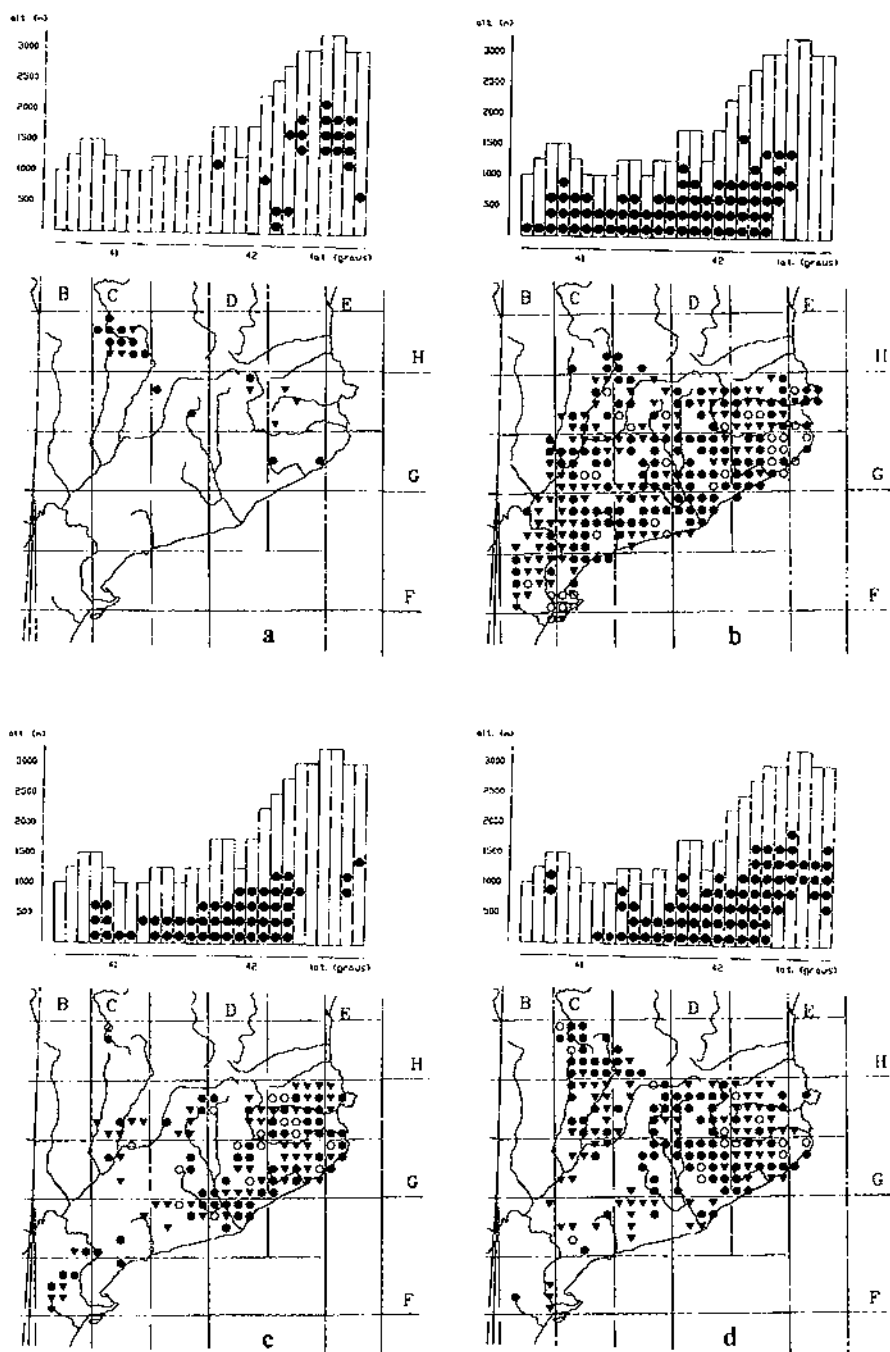 alt. (m)
3000
2500
2000
1500
1000
500
41
42
lat. (graus)
B
C
D
E
H
G
F
a
alt. (m)
3000
2500
2000
1500
1000
500
41
42
lat. (graus)
B
C
D
E
H
G
F
b
alt. (m)
3000
2500
2000
1500
1000
500
41
42
lat. (graus)
B
C
D
E
H
G
F
c
alt. (m)
3000
2500
2000
1500
1000
500
41
42
lat. (graus)
B
C
D
E
H
G
F
d